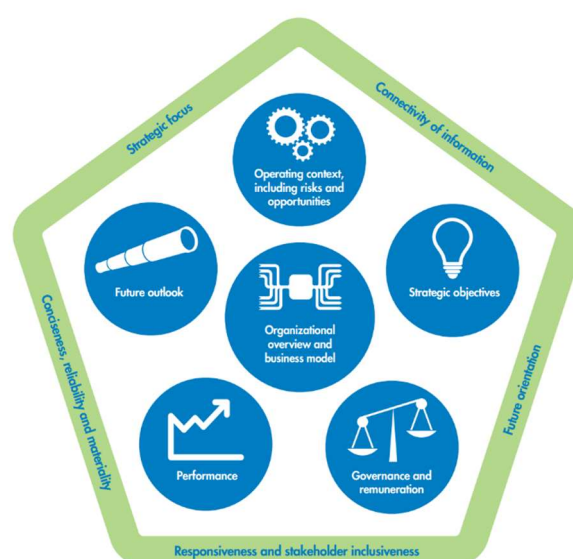 Strategic focus
Connectivity of information
Operating context,
including risks and
opportunities
Future outlook
Strategic objectives
Organizational
overview and
business model
Conciseness, reliability and materiality
Future orientation
Performance
Governance and
remuneration
Responsiveness and stakeholder inclusiveness